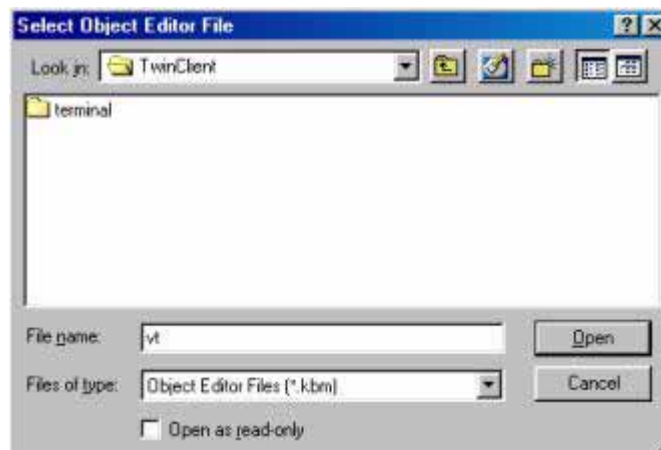 Select Object Editor File
Look in: TwinClient
terminal
File name: vt
Open
Files of type: Object Editor Files (*.kbm)
Cancel
Open as read-only